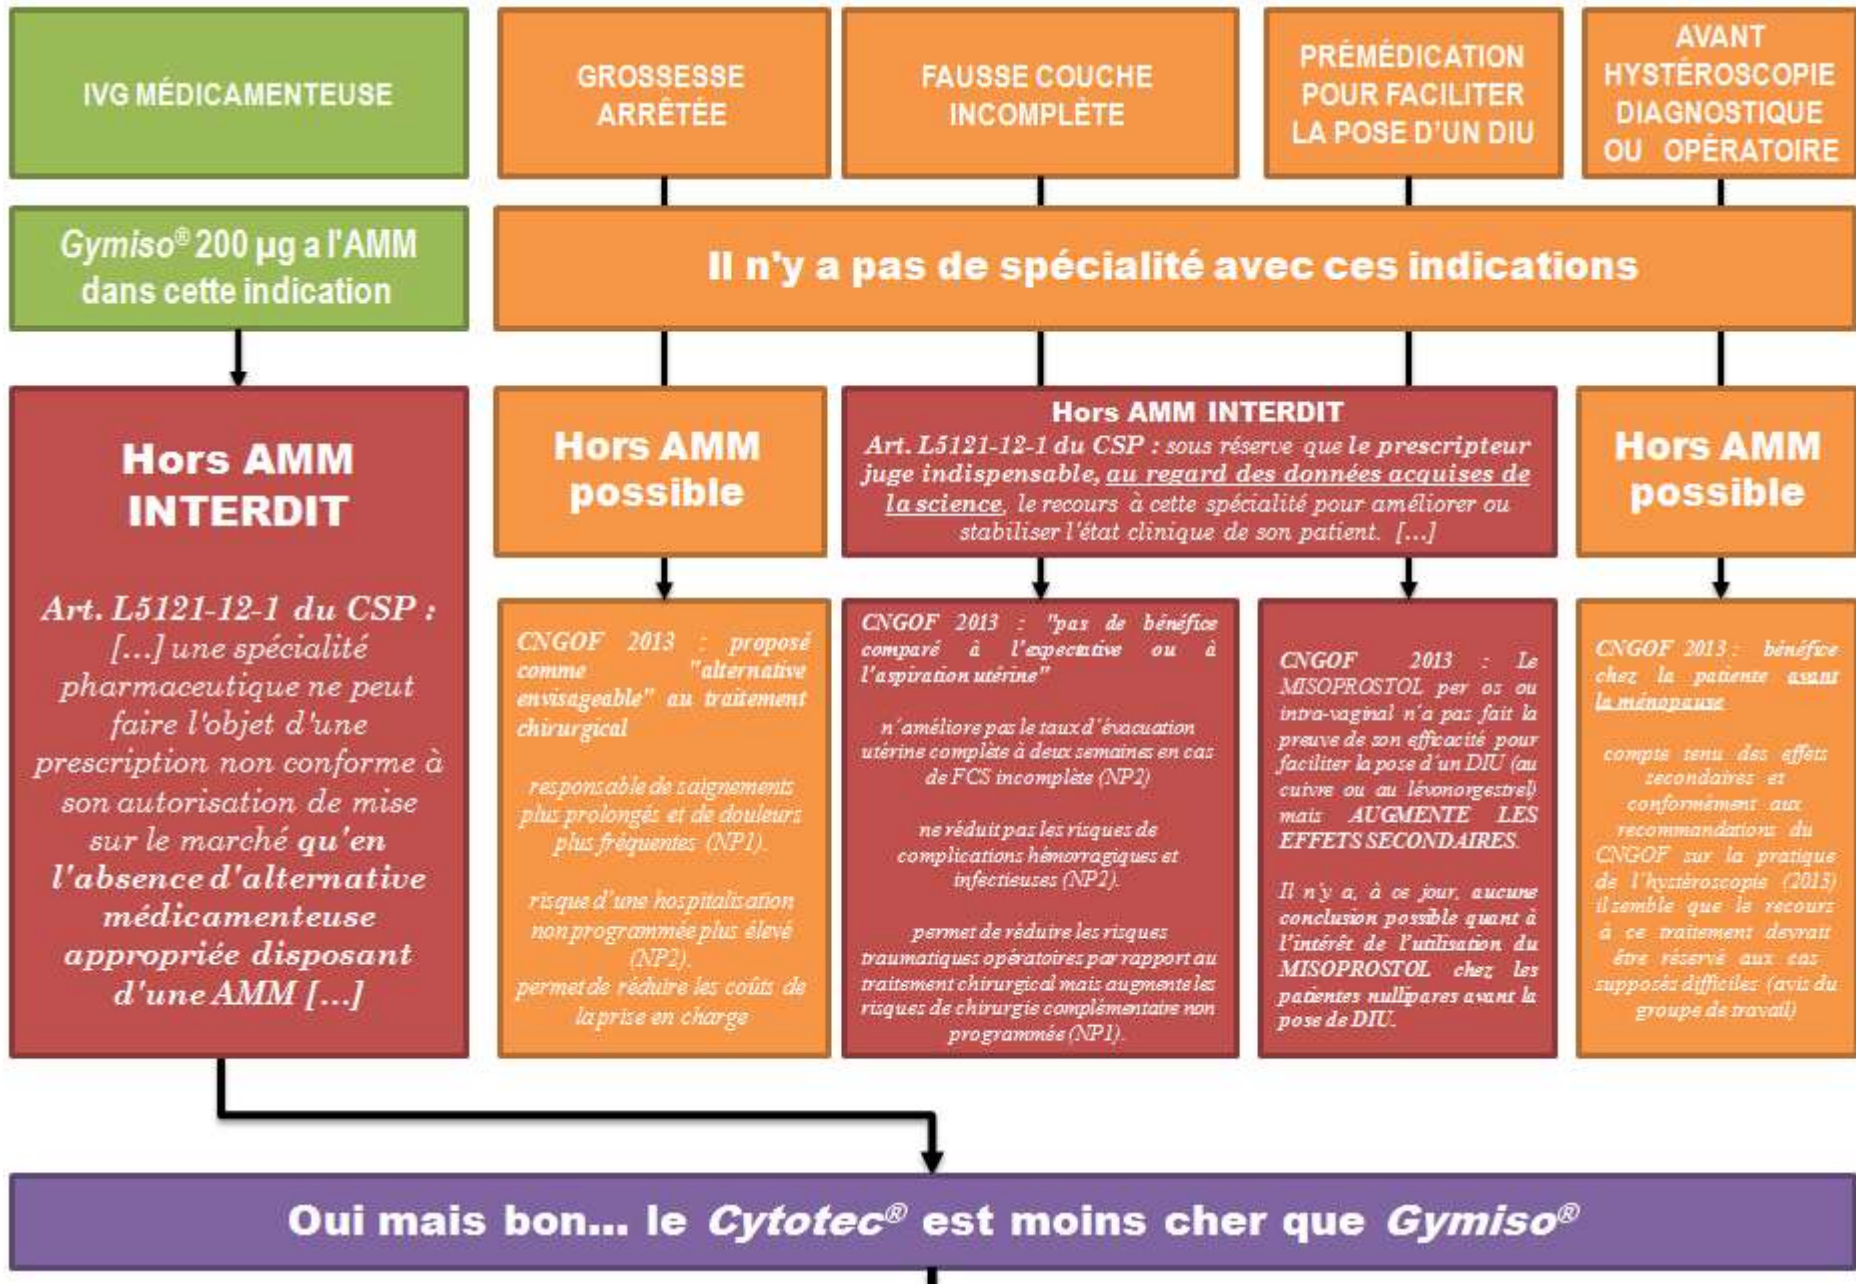 IVG MÉDICAMENTEUSE
GROSSESSE
ARRÊTÉE
FAUSSE COUCHE
INCOMPLÈTE
PRÉMÉDICATION
POUR FACILITER
LA POSE D'UN DIU
AVANT
HYSTÉROSCOPIE
DIAGNOSTIQUE
OU OPÉRATOIRE
Gymiso® 200 µg a l'AMM
dans cette indication
Il n'y a pas de spécialité avec ces indications
Hors AMM
INTERDIT
Art. L5121-12-1 du CSP :
[...] une spécialité
pharmaceutique ne peut
faire l'objet d'une
prescription non conforme à
son autorisation de mise
sur le marché qu'en
l'absence d'alternative
médicamenteuse
appropriée disposant
d'une AMM [...]
Hors AMM
possible
Hors AMM INTERDIT
Art. L5121-12-1 du CSP : sous réserve que le prescripteur
juge indispensable, au regard des données acquises de
la science, le recours à cette spécialité pour améliorer ou
stabiliser l'état clinique de son patient. [...]
Hors AMM
possible
CNGOF 2013 : proposé
comme "alternative
envisageable" au traitement
chirurgical
responsable de saignements
plus prolongés et de douleurs
plus fréquentes (NP1).
risque d'une hospitalisation
non programmée plus élevé
(NP2).
permet de réduire les coûts de
la prise en charge
CNGOF 2013 : "pas de bénéfice
comparé à l'expectative ou à
l'aspiration utérine"
n'améliore pas le taux d'évacuation
utérine complète à deux semaines en cas
de FCS incomplète (NP2)
ne réduit pas les risques de
complications hémorragiques et
infectieuses (NP2).
permet de réduire les risques
traumatiques opératoires par rapport au
traitement chirurgical mais augmente les
risques de chirurgie complémentaire non
programmée (NP1).
CNGOF 2013 : Le
MISOPROSTOL per os ou
intra-vaginal n'a pas fait la
preuve de son efficacité pour
faciliter la pose d'un DIU (au
cuivre ou au lévonorgestrel)
mais AUGMENTE LES
EFFETS SECONDAIRES.
Il n'y a, à ce jour, aucune
conclusion possible quant à
l'intérêt de l'utilisation du
MISOPROSTOL chez les
patientes nullipares avant la
pose de DIU.
CNGOF 2013 : bénéfice
chez la patiente avant
la ménopause
compte tenu des effets
secondaires et
conformément aux
recommandations du
CNGOF sur la pratique
de l'hystéroscopie (2013)
il semble que le recours
à ce traitement devrait
être réservé aux cas
supposés difficiles (avis du
groupe de travail)
Oui mais bon... le Cytotec® est moins cher que Gymiso®